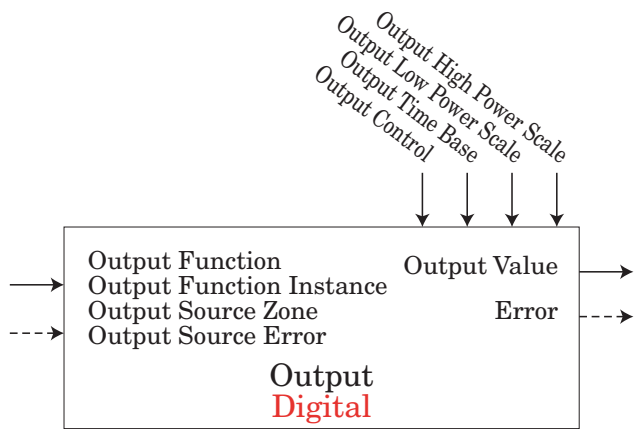 Output High Power Scale
Output Low Power Scale
Output Time Base
Output Control
Output Function
Output Function Instance
Output Source Zone
Output Source Error
Output Value
Error
Output
Digital